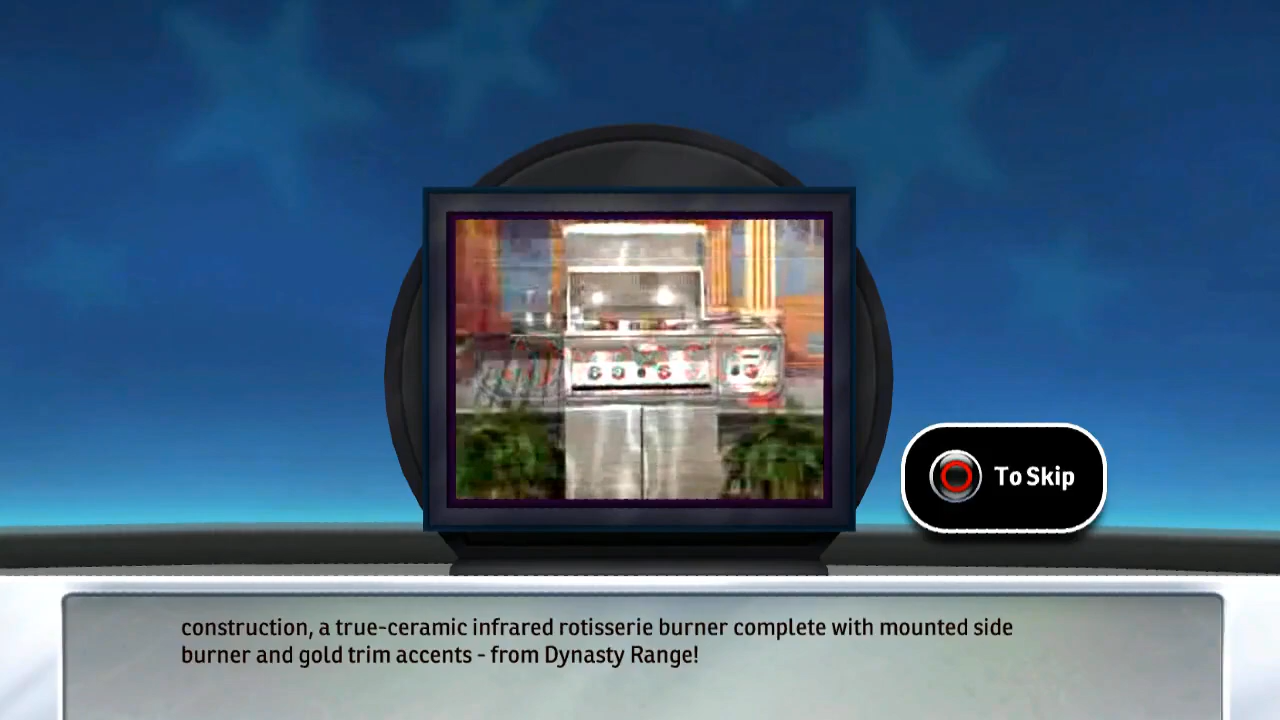 To Skip
construction, a true-ceramic infrared rotisserie burner complete with mounted side
burner and gold trim accents - from Dynasty Range!